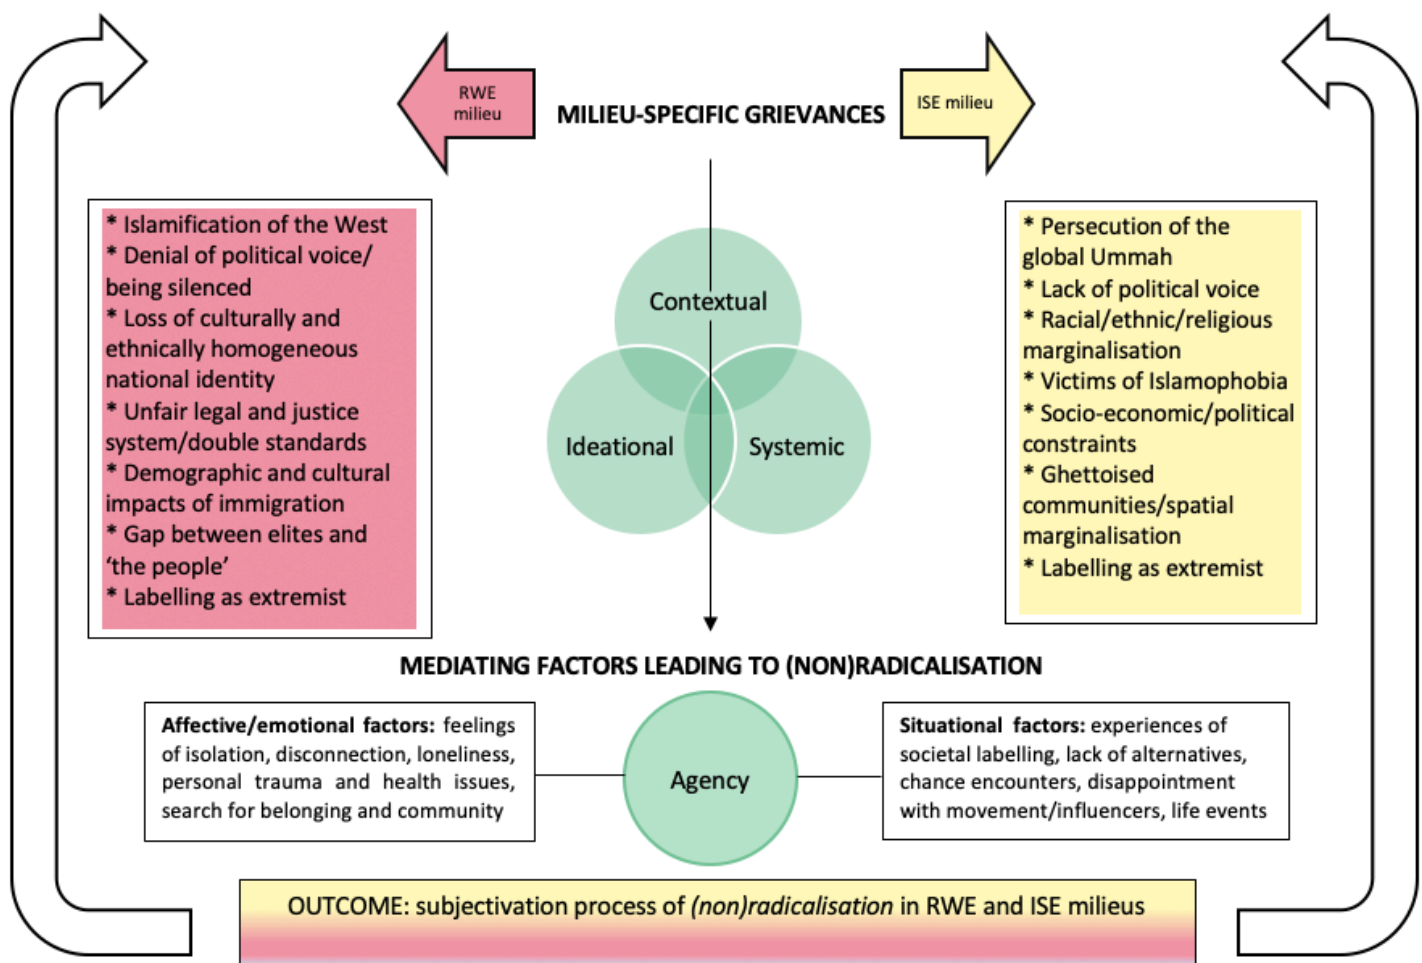 RWE
milieu
MILIEU-SPECIFIC GRIEVANCES
ISE milieu
* Islamification of the West
* Denial of political voice/
being silenced
* Loss of culturally and
ethnically homogeneous
national identity
* Unfair legal and justice
system/double standards
* Demographic and cultural
impacts of immigration
* Gap between elites and
‘the people’
* Labelling as extremist
Contextual
Ideational
Systemic
* Persecution of the
global Ummah
* Lack of political voice
* Racial/ethnic/religious
marginalisation
* Victims of Islamophobia
* Socio-economic/political
constraints
* Ghettoised
communities/spatial
marginalisation
* Labelling as extremist
MEDIATING FACTORS LEADING TO (NON)RADICALISATION
Affective/emotional factors: feelings
of isolation, disconnection, loneliness,
personal trauma and health issues,
search for belonging and community
Agency
Situational factors: experiences of
societal labelling, lack of alternatives,
chance encounters, disappointment
with movement/influencers, life events
OUTCOME: subjectivation process of (non)radicalisation in RWE and ISE milieus